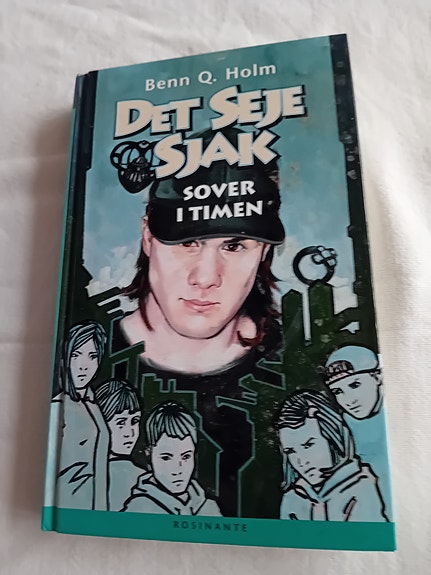 Benn Q. Holm
DET SEJE
SJAK
SOVER
I TIMEN
ROSINANTE